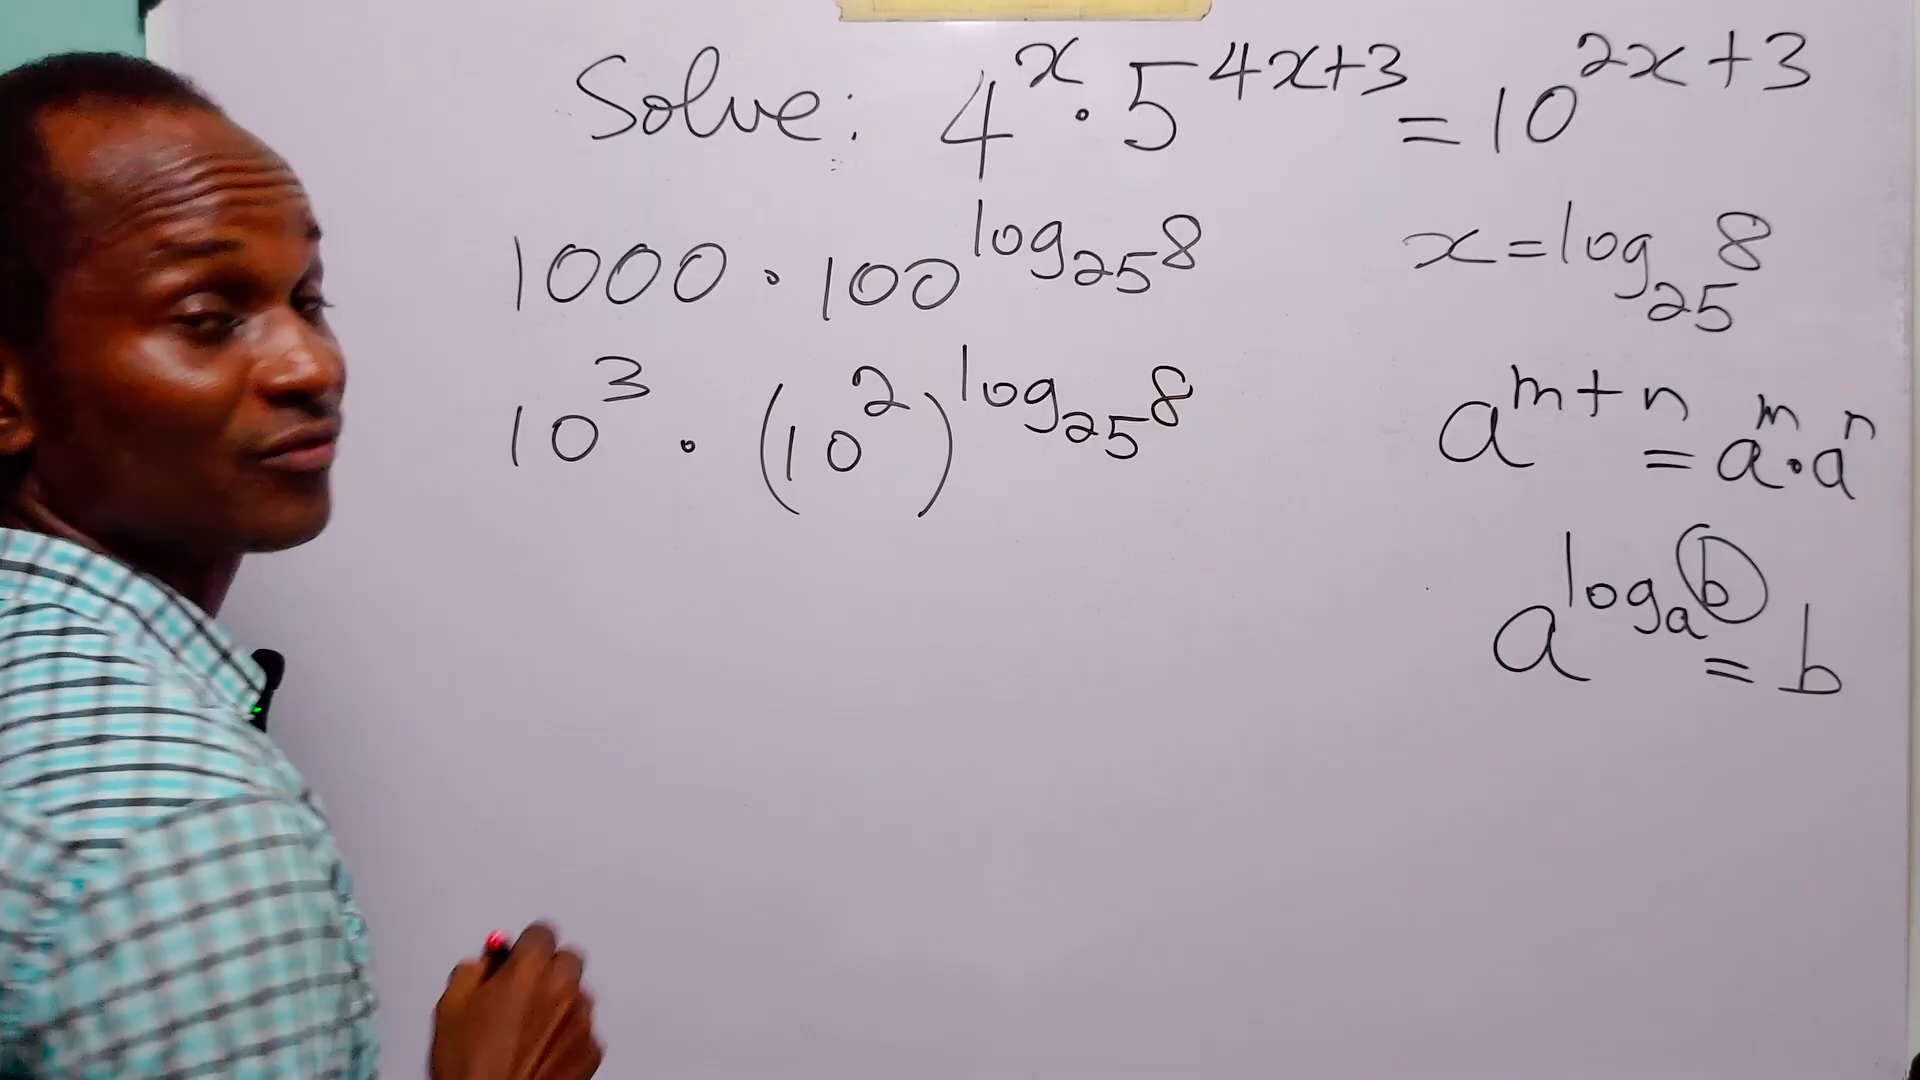 Solve: 4^x · 5^(4x+3) = 10^(2x+3)
1000 · 100^(log_25 8)
x = log_25 8
10^3 · (10^2)^(log_25 8)
a^(m+n) = a^m · a^n
a^(log_a b) = b